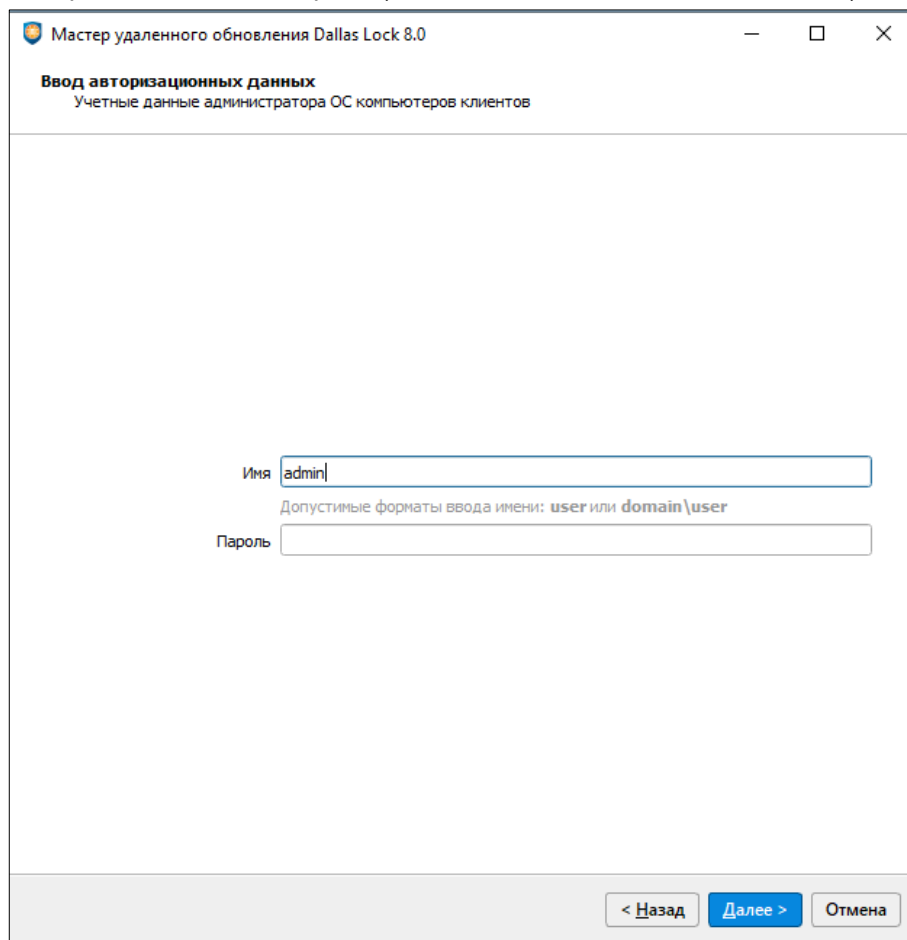 Мастер удаленного обновления Dallas Lock 8.0
Ввод авторизационных данных
Учетные данные администратора ОС компьютеров клиентов
Имя admin
Допустимые форматы ввода имени: user или domain\user
Пароль
< Назад Далее > Отмена